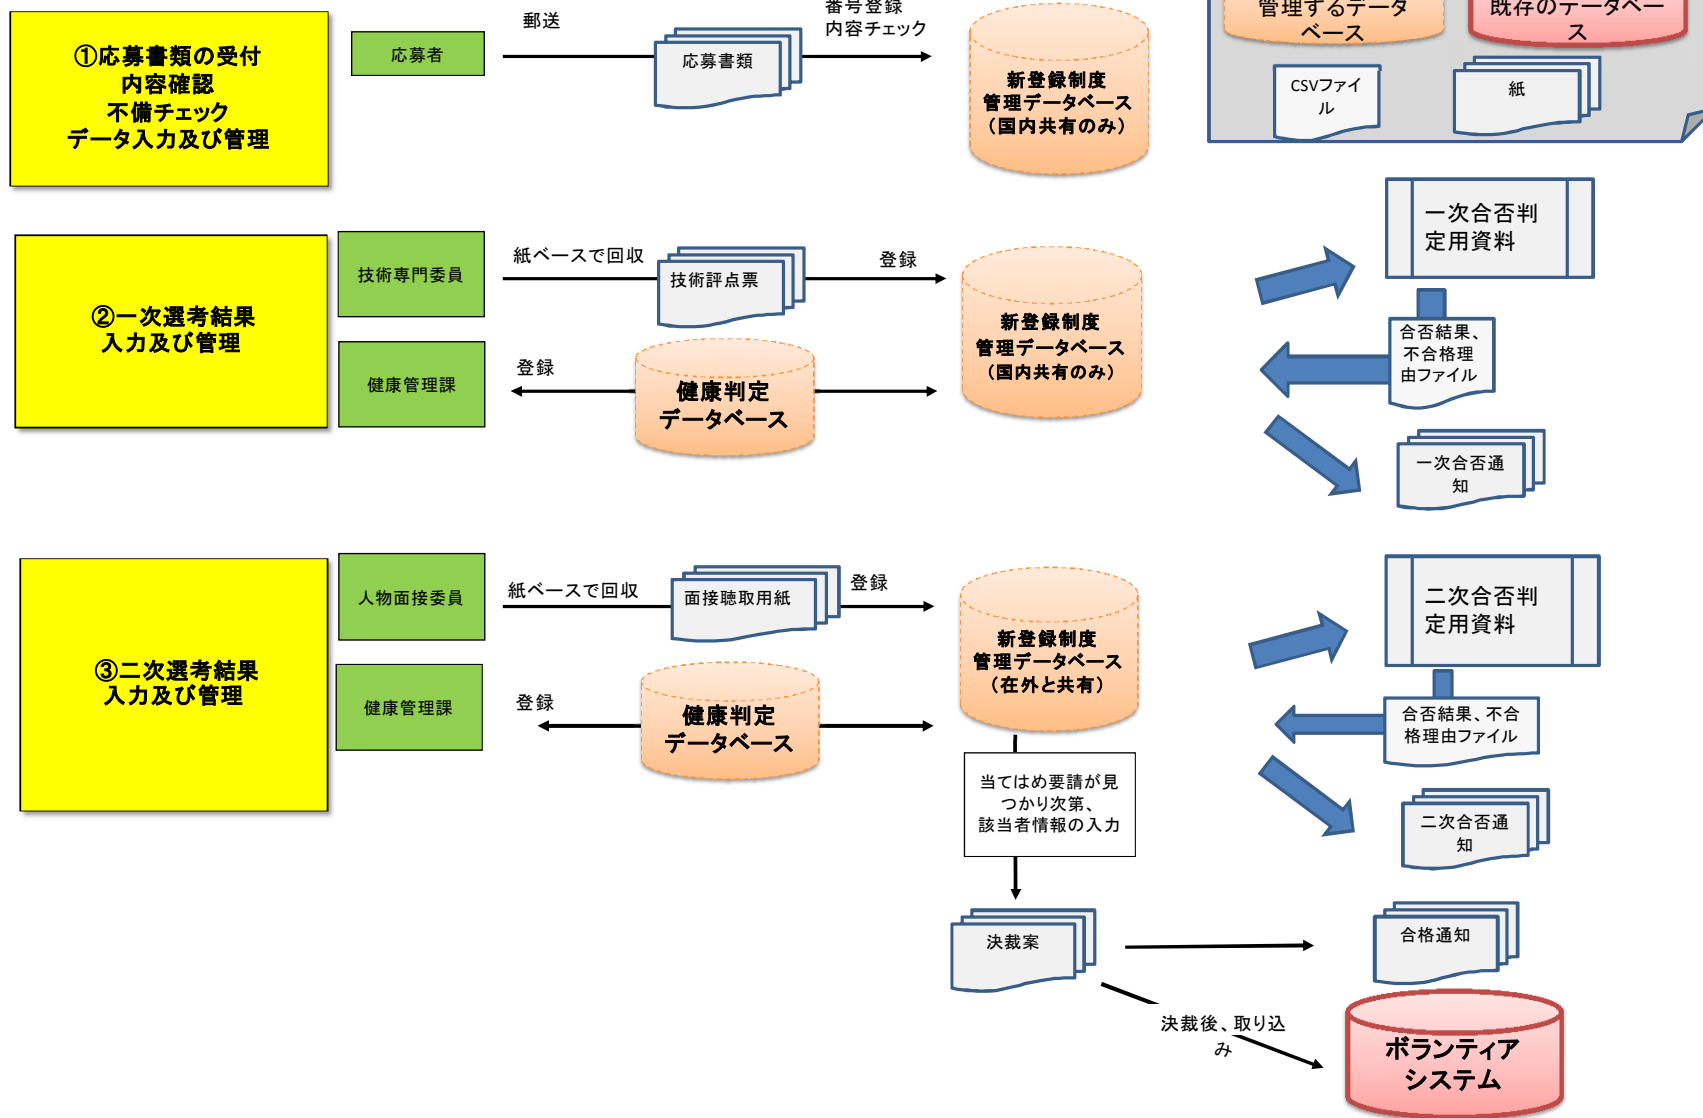 ①応募書類の受付
内容確認
不備チェック
データ入力及び管理
応募者
郵送
応募書類
番号登録
内容チェック
新登録制度
管理データベース
（国内共有のみ）
管理するデータ
ベース
既存のデータベー
ス
CSVファイ
ル
紙
②一次選考結果
入力及び管理
技術専門委員
紙ベースで回収
技術評点票
登録
健康管理課
登録
健康判定
データベース
新登録制度
管理データベース
（国内共有のみ）
一次合否判
定用資料
合否結果、
不合格理
由ファイル
一次合否通
知
③二次選考結果
入力及び管理
人物面接委員
紙ベースで回収
面接聴取用紙
登録
健康管理課
登録
健康判定
データベース
新登録制度
管理データベース
（在外と共有）
二次合否判
定用資料
合否結果、不合
格理由ファイル
二次合否通
知
当てはめ要請が見
つかり次第、
該当者情報の入力
決裁案
合格通知
決裁後、取り込
み
ボランティア
システム